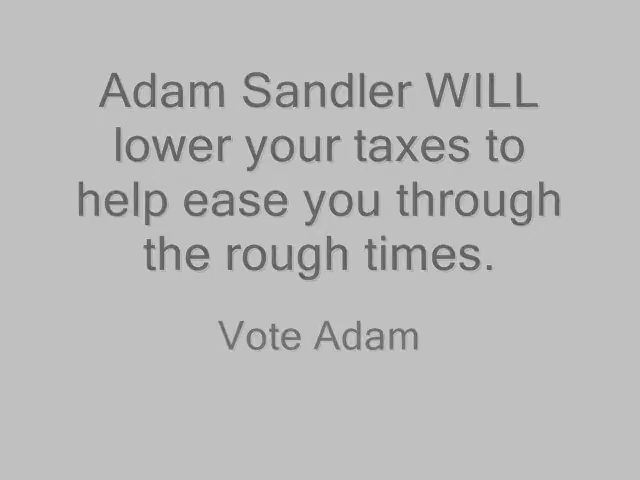 Adam Sandler WILL
lower your taxes to
help ease you through
the rough times.
Vote Adam